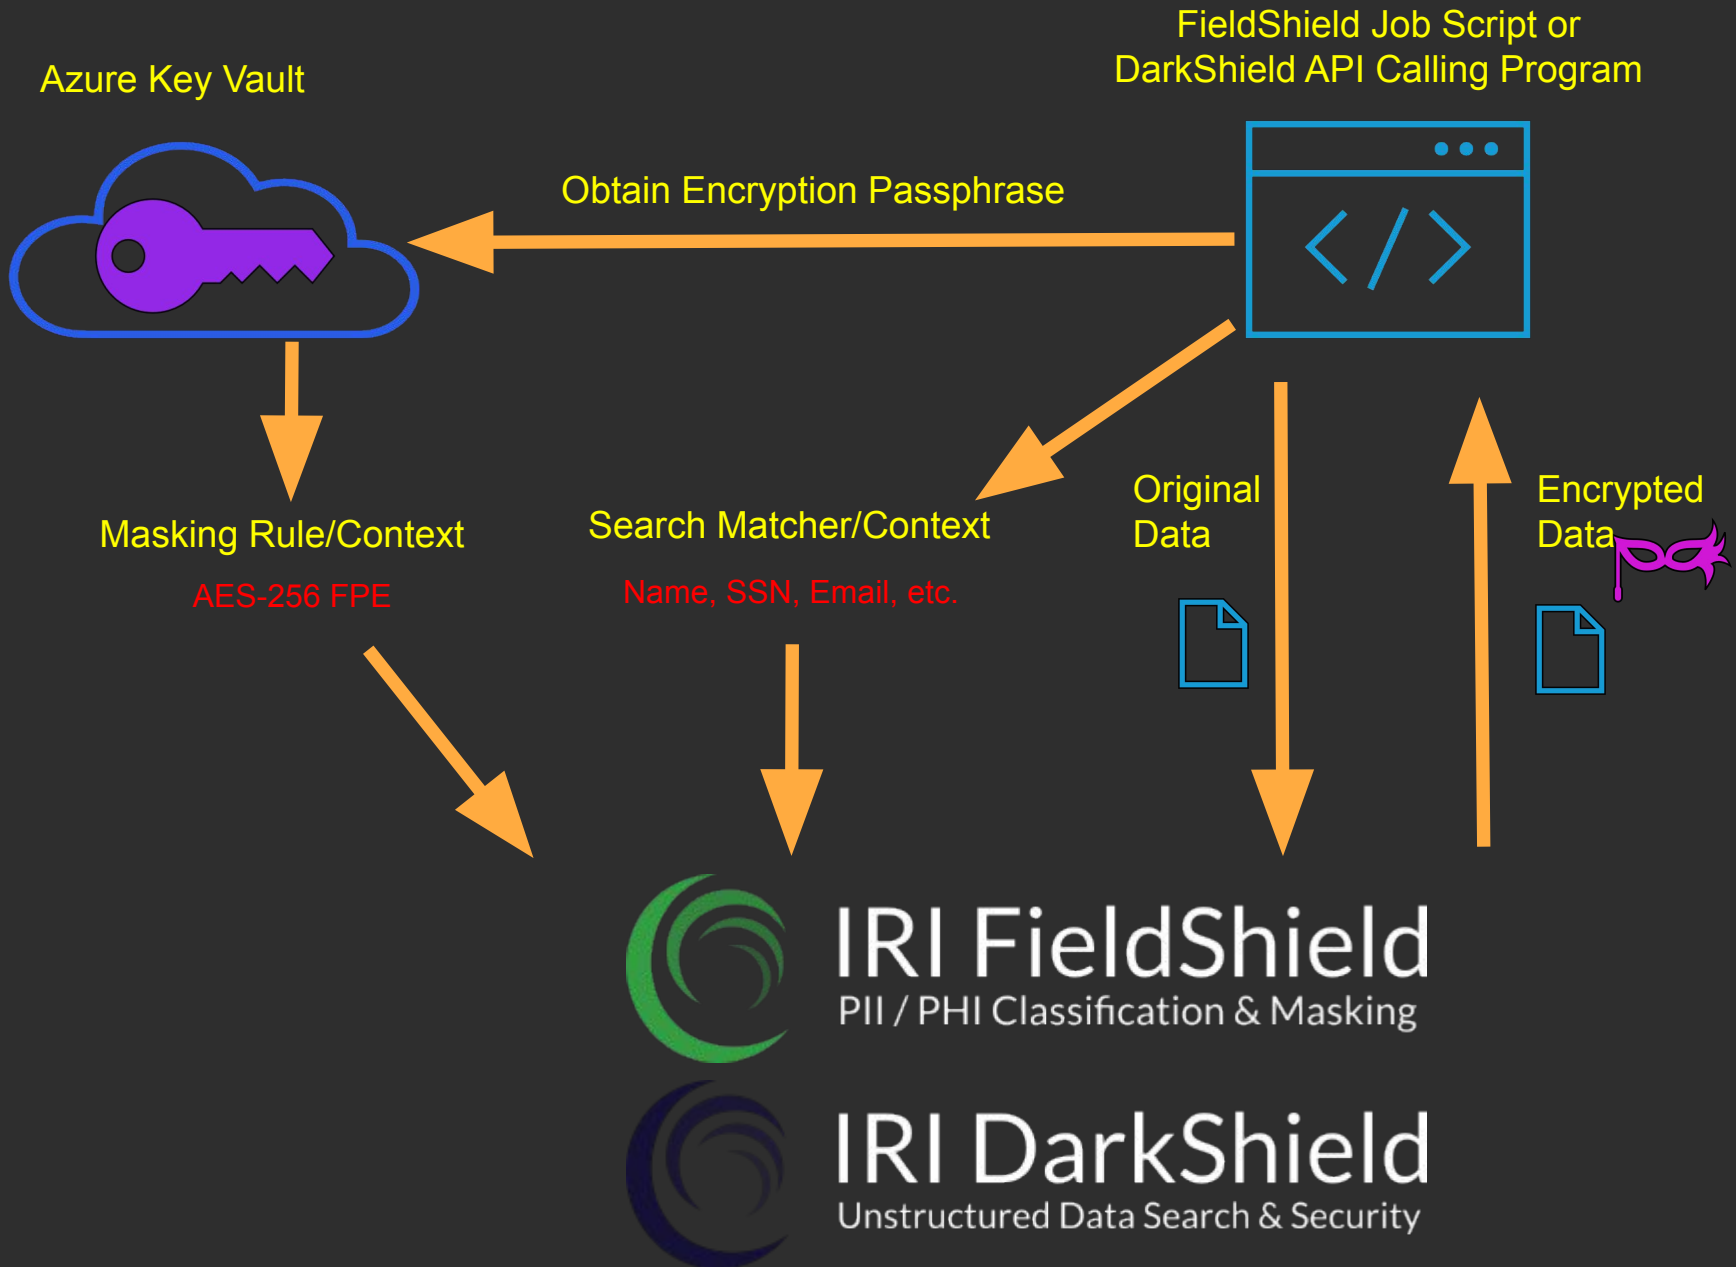 FieldShield Job Script or
DarkShield API Calling Program
Azure Key Vault
Obtain Encryption Passphrase
Original
Data
Encrypted
Data
Masking Rule/Context
AES-256 FPE
Search Matcher/Context
Name, SSN, Email, etc.
IRI FieldShield
PII / PHI Classification & Masking
IRI DarkShield
Unstructured Data Search & Security